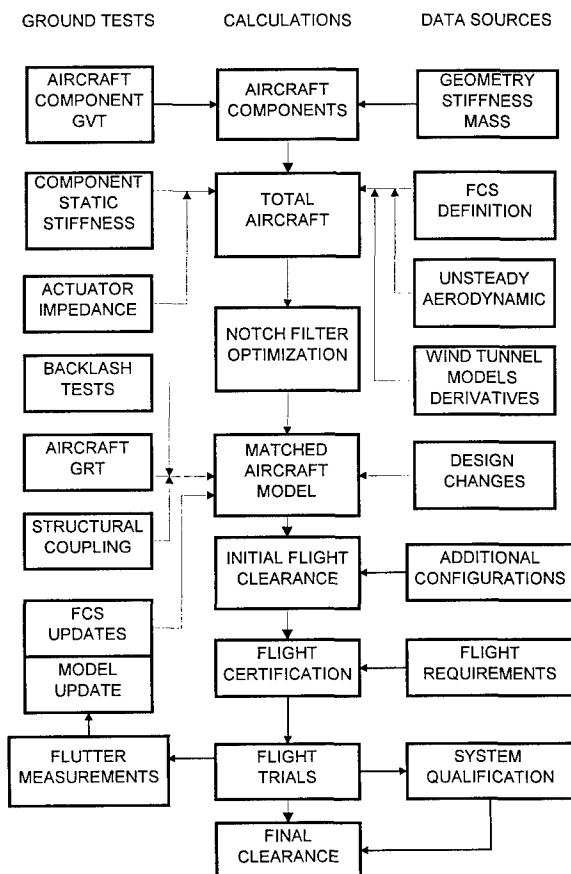 GROUND TESTS
CALCULATIONS
DATA SOURCES
AIRCRAFT
COMPONENT
GVT
AIRCRAFT
COMPONENTS
GEOMETRY
STIFFNESS
MASS
COMPONENT
STATIC
STIFFNESS
TOTAL
AIRCRAFT
FCS
DEFINITION
ACTUATOR
IMPEDANCE
UNSTEADY
AERODYNAMIC
NOTCH FILTER
OPTIMIZATION
BACKLASH
TESTS
WIND TUNNEL
MODELS
DERIVATIVES
AIRCRAFT
GRT
MATCHED
AIRCRAFT
MODEL
DESIGN
CHANGES
STRUCTURAL
COUPLING
INITIAL FLIGHT
CLEARANCE
ADDITIONAL
CONFIGURATIONS
FCS
UPDATES
MODEL
UPDATE
FLIGHT
CERTIFICATION
FLIGHT
REQUIREMENTS
FLUTTER
MEASUREMENTS
FLIGHT
TRIALS
SYSTEM
QUALIFICATION
FINAL
CLEARANCE